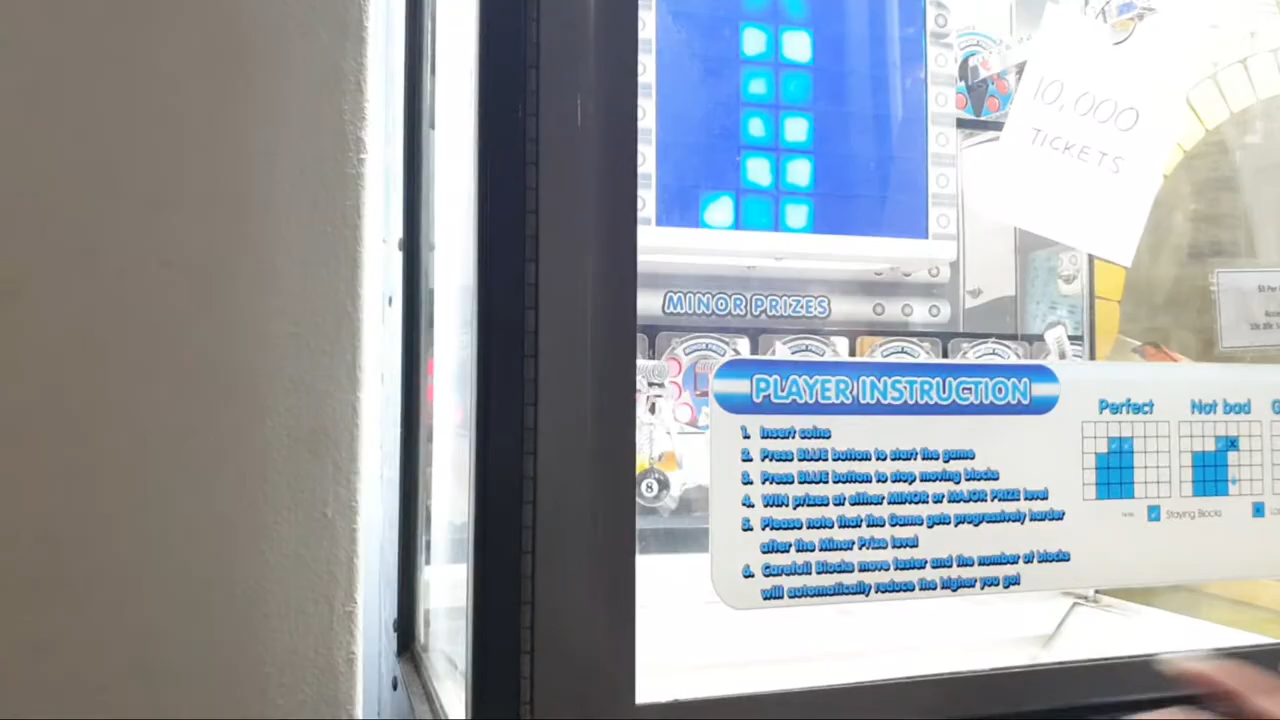 10,000
TICKETS
MINOR PRIZES
PLAYER INSTRUCTION
1. Insert coins
2. Press BLUE button to start the game
3. Press BLUE button to stop moving blocks
4. WIN prizes at either MINOR or MAJOR PRIZE level
5. Please note that the Game gets progressively harder
after the Minor Prize level
6. Careful! Blocks move faster and the number of blocks
will automatically reduce the higher you go!
Perfect
Not bad
Staying Blocks
8